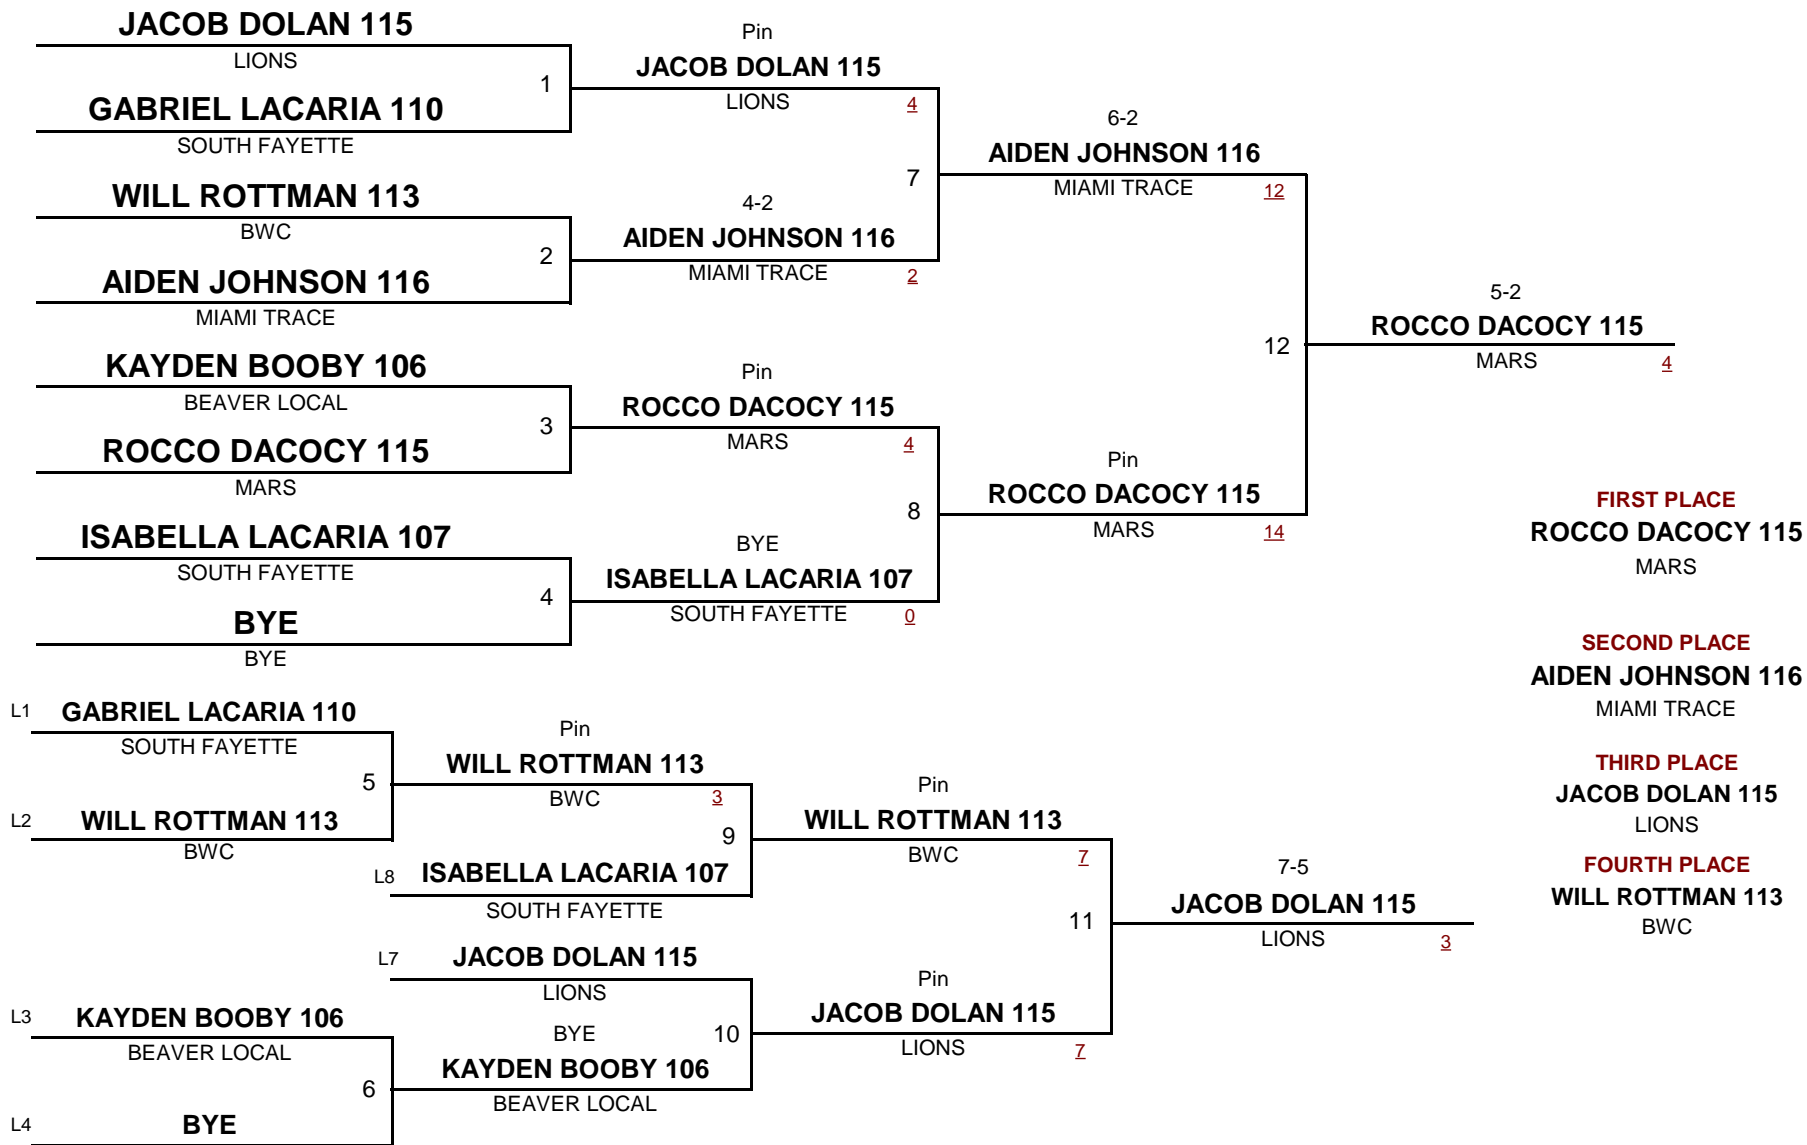 JACOB DOLAN 115
LIONS
1
GABRIEL LACARIA 110
SOUTH FAYETTE
WILL ROTTMAN 113
BWC
2
AIDEN JOHNSON 116
MIAMI TRACE
KAYDEN BOOBY 106
BEAVER LOCAL
3
ROCCO DACOCY 115
MARS
ISABELLA LACARIA 107
SOUTH FAYETTE
4
BYE
BYE
Pin
JACOB DOLAN 115
LIONS 4
7
4-2
AIDEN JOHNSON 116
MIAMI TRACE 2
Pin
ROCCO DACOCY 115
MARS 4
8
BYE
ISABELLA LACARIA 107
SOUTH FAYETTE 0
6-2
AIDEN JOHNSON 116
MIAMI TRACE 12
12
Pin
ROCCO DACOCY 115
MARS 14
5-2
ROCCO DACOCY 115
MARS 4
L1 GABRIEL LACARIA 110
SOUTH FAYETTE
5
L2 WILL ROTTMAN 113
BWC
L3 KAYDEN BOOBY 106
BEAVER LOCAL
6
L4 BYE
Pin
WILL ROTTMAN 113
BWC 3
9
L8 ISABELLA LACARIA 107
SOUTH FAYETTE
L7 JACOB DOLAN 115
LIONS
10
BYE
KAYDEN BOOBY 106
BEAVER LOCAL
Pin
WILL ROTTMAN 113
BWC 7
11
Pin
JACOB DOLAN 115
LIONS 7
7-5
JACOB DOLAN 115
LIONS 3
FIRST PLACE
ROCCO DACOCY 115
MARS
SECOND PLACE
AIDEN JOHNSON 116
MIAMI TRACE
THIRD PLACE
JACOB DOLAN 115
LIONS
FOURTH PLACE
WILL ROTTMAN 113
BWC